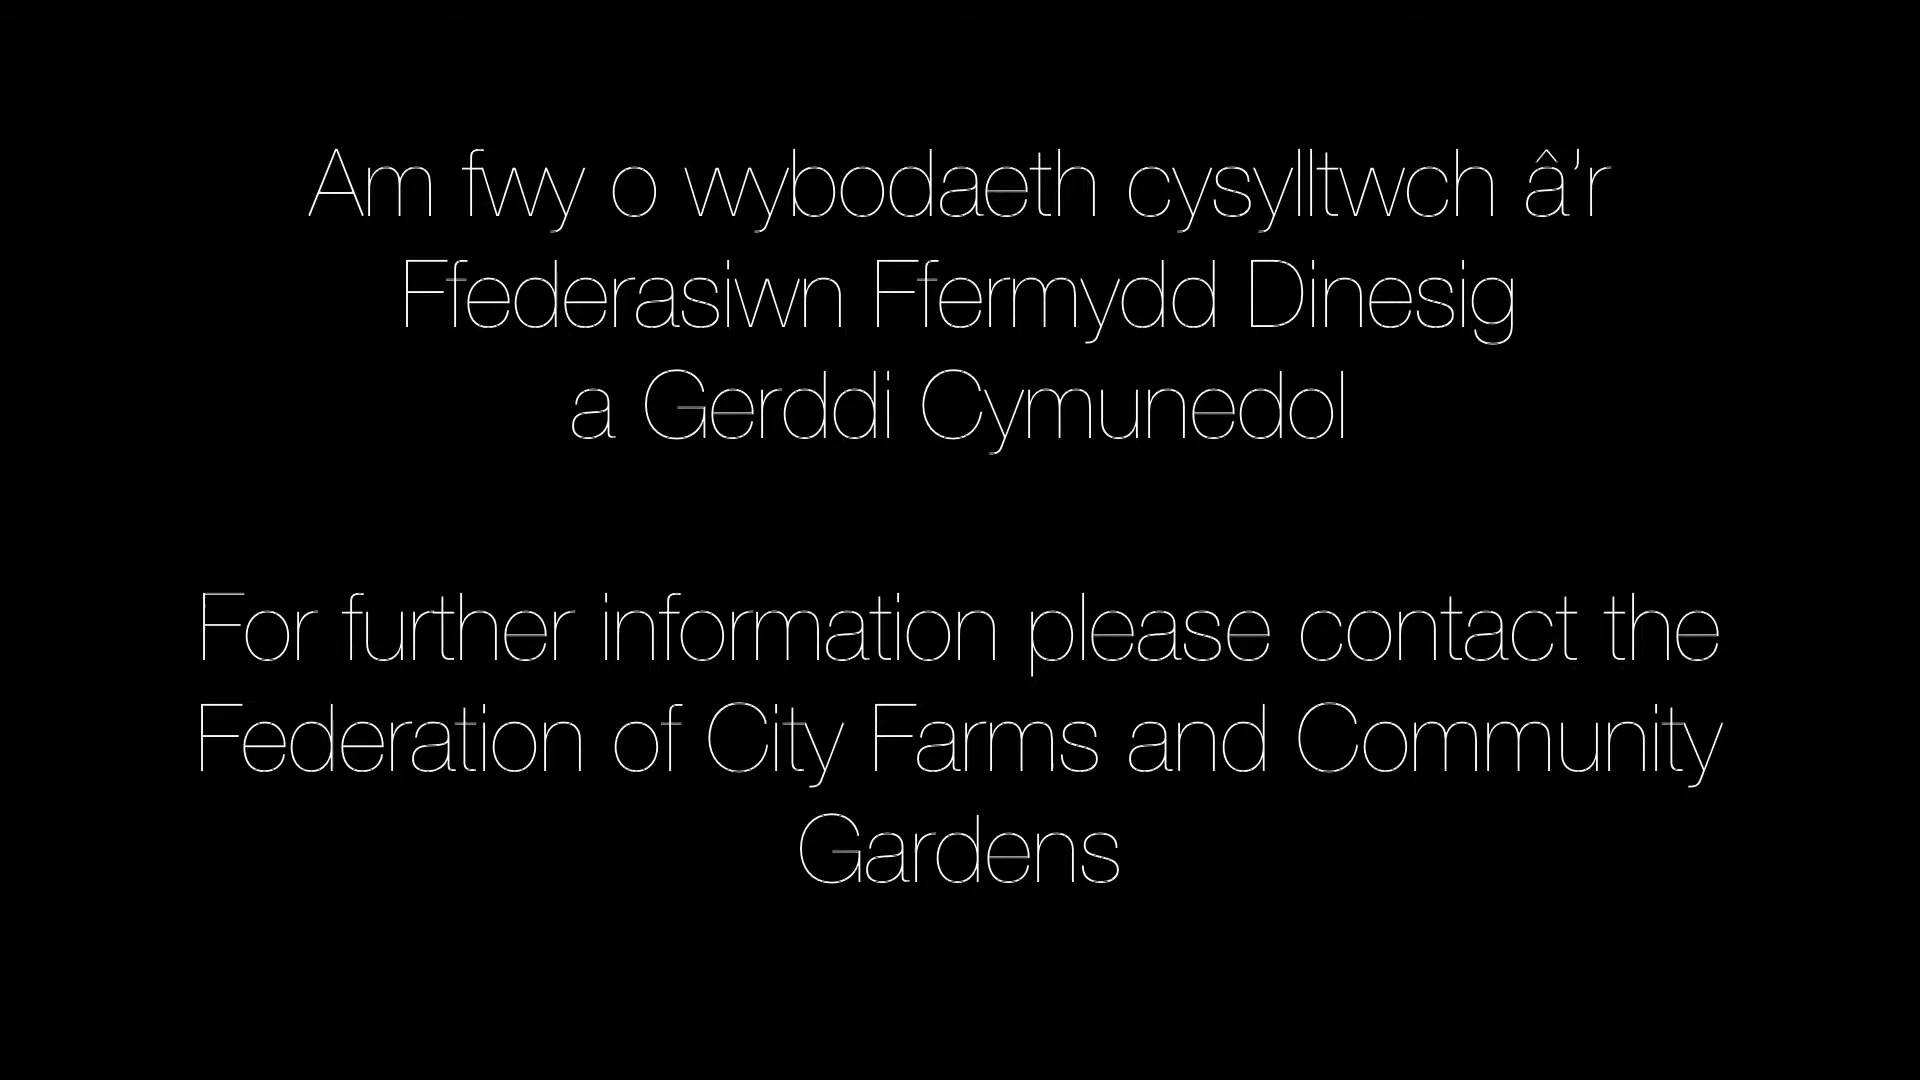 Am fwy o wybodaeth cysylltwch â’r
Ffederasiwn Ffermydd Dinesig
a Gerddi Cymunedol
For further information please contact the
Federation of City Farms and Community
Gardens